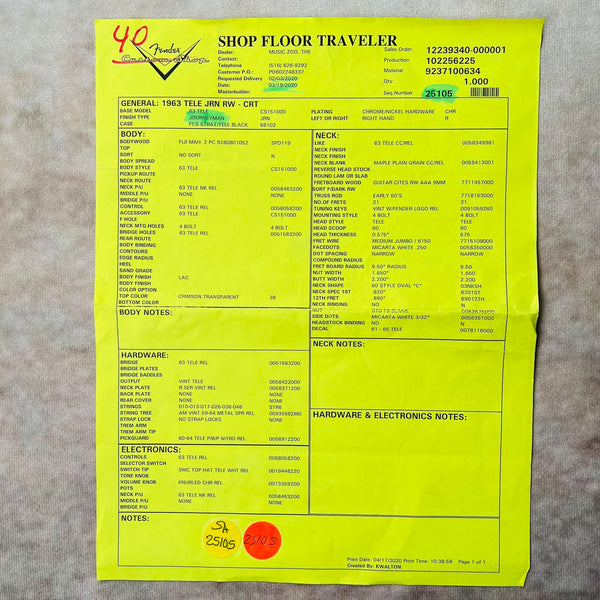 40
Fender
Custom Shop
SHOP FLOOR TRAVELER
Dealer: MUSIC ZOO, THE
Contact:
Telephone (516) 626-9292
Customer P.O.: PO602248337
Requested Delivery 02/03/2020
Date: 03/19/2020
Masterbuilder:
Sales Order: 12239340-000001
Production 102256225
Material 9237100634
Qty: 1.000
Seq Number 25105
GENERAL: 1963 TELE JRN RW - CRT
BASE MODEL 63 TELE CS151000 PLATING CHROME/NICKEL HARDWARE CHR
FINISH TYPE JOURNEYMAN JRN LEFT OR RIGHT RIGHT HAND R
CASE FCS STRAT/TELE BLACK 68102
BODY:
BODYWOOD FIJI MAH 2 PC 9280801052 SPD119
TOP
SORT NO SORT N
BODY SPREAD
BODY STYLE 63 TELE CS151000
PICKUP ROUTE
NECK ROUTE
NECK P/U 63 TELE NK REL 0058463200
MIDDLE P/U NONE NONE
BRIDGE P/U
CONTROL 63 TELE REL 0058058200
ACCESSORY 63 TELE CS151000
F-HOLE
NECK MTG.HOLES 4 BOLT 4 BOLT
BRIDGE HOLES 63 TELE REL 0051583200
REAR ROUTE
BODY BINDING
CONTOURS
EDGE RADIUS
HEEL
SAND GRADE
BODY FINISH LAC
BODY FINISH
COLOR OPTION
TOP COLOR CRIMSON TRANSPARENT 38
BOTTOM COLOR
BODY NOTES:
HARDWARE:
BRIDGE 63 TELE REL 0051583200
BRIDGE PLATES
BRIDGE SADDLES
OUTPUT VINT TELE 0058422000
NECK PLATE R SER VINT REL 0058371200
BACK PLATE NONE NONE
REAR COVER NONE NONE
STRINGS 010-013-017-026-036-046 STR6
STRING TREE AM VINT 59-64 METAL SPR REL 00935692M0
STRAP LOCK NO STRAP LOCKS NONE
TREM ARM
TREM ARM TIP
PICKGUARD 60-64 TELE P/B/P NITRO REL 0058912200
ELECTRONICS:
CONTROLS 63 TELE REL 0058058200
SELECTOR SWITCH
SWITCH TIP SWC TOP HAT TELE WHT REL 0019448220
TONE KNOB
VOLUME KNOB KNURLED CHR REL 0013359200
POTS
NECK P/U 63 TELE NK REL 0058463200
MIDDLE P/U NONE NONE
BRIDGE P/U
NECK:
LIKE 63 TELE CC/REL 0058349981
NECK FINISH
NECK FINISH
NECK BLANK MAPLE PLAIN GRAIN CC/REL 0059413001
REVERSE HEAD STOCK
ROUND LAM OR SLAB
FRETBOARD WOOD GUITAR CITES RW AAA 9MM 7711457000
SORT F/DARK RW
TRUSS ROD EARLY 60'S 7718153000
NO.OF FRETS 21 21
TUNING KEYS VINT W/FENDER LOGO REL 0091059280
MOUNTING STYLE 4 BOLT 4 BOLT
HEAD STYLE TELE TELE
HEAD SCOOP 60 60
HEAD THICKNESS 0.575" 575
FRET WIRE MEDIUM JUMBO / 6150 7715109000
FACEDOTS MICARTA WHITE .250 0058350000
DOT SPACING NARROW NARROW
COMPOUND RADIUS
FRET BOARD RADIUS 9.50" RADIUS 9.50
NUT WIDTH 1.650" 1.650
BUTT WIDTH 2.200" 2.200
NECK SHAPE 60 STYLE OVAL "C" 03NKSH
NECK SPEC 1ST .820" 8201ST
12TH FRET .890" 89012TH
NECK BINDING NO N
NUT
SIDE DOTS MICARTA WHITE 3/32" 0058351000
HEADSTOCK BINDING NO N
DECAL 61 - 65 TELE 0078116000
NECK NOTES:
HARDWARE & ELECTRONICS NOTES:
NOTES:
SA
25105
25105
Print Date: 04/17/2020 Print Time: 10:38:58 Page 1 of 1
Created By: KWALTON